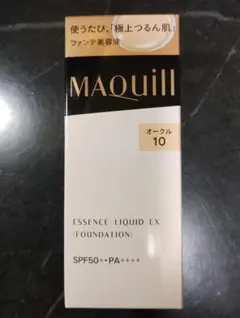 使うたび、「極上つるん肌」
ファンデ美容液
MAQuill
オークル
10
ESSENCE LIQUID EX
(FOUNDATION)
SPF50+・PA++++